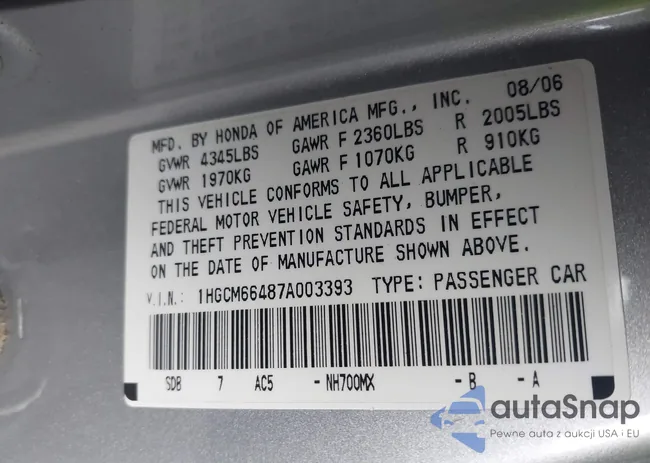 MFD. BY HONDA OF AMERICA MFG., INC. 08/06
GVWR 4345LBS GAWR F 2360LBS R 2005LBS
GVWR 1970KG GAWR F 1070KG R 910KG
THIS VEHICLE CONFORMS TO ALL APPLICABLE
FEDERAL MOTOR VEHICLE SAFETY, BUMPER,
AND THEFT PREVENTION STANDARDS IN EFFECT
ON THE DATE OF MANUFACTURE SHOWN ABOVE.
V.I.N.: 1HGCM66487A003393 TYPE: PASSENGER CAR
SDB 7 AC5 -NH700MX -B -A
autaSnap
Pewne auta z aukcji USA i EU